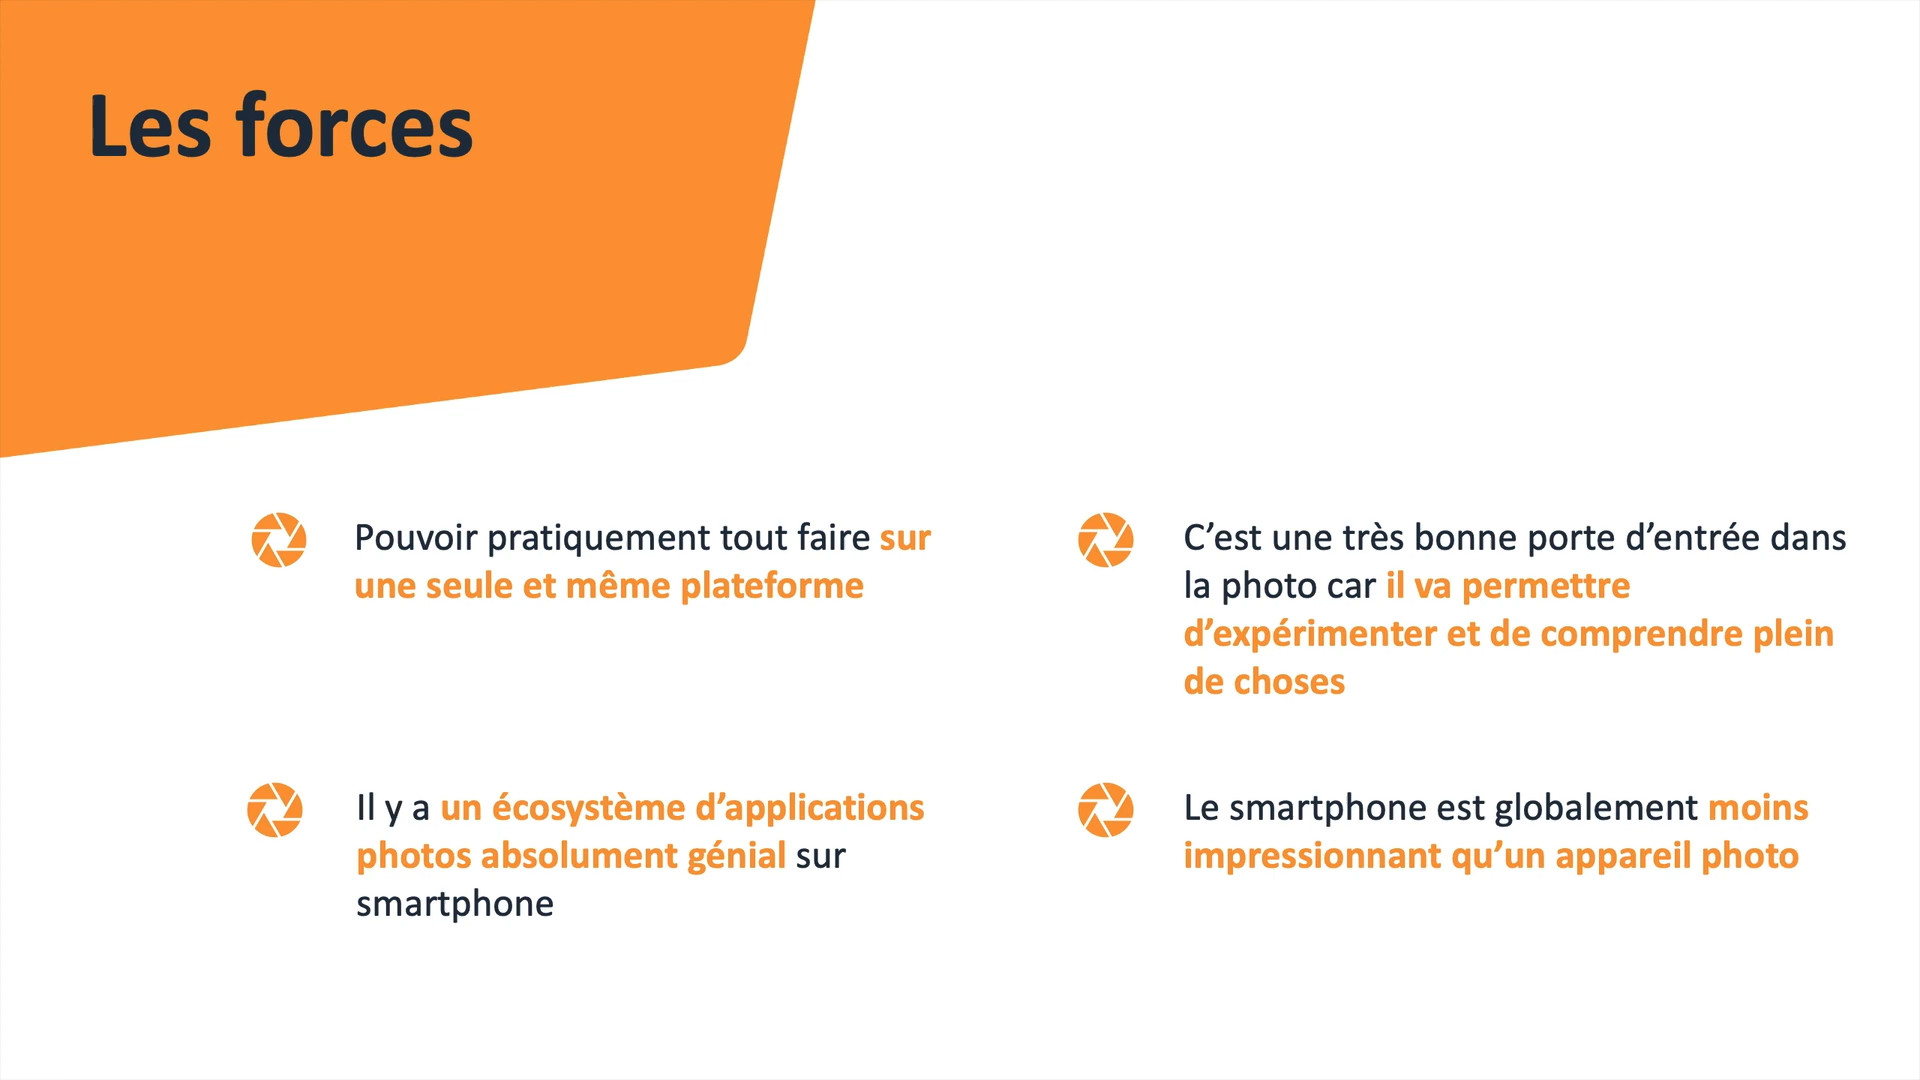 Les forces
Pouvoir pratiquement tout faire sur
une seule et même plateforme
C’est une très bonne porte d’entrée dans
la photo car il va permettre
d’expérimenter et de comprendre plein
de choses
Il y a un écosystème d’applications
photos absolument génial sur
smartphone
Le smartphone est globalement moins
impressionnant qu’un appareil photo